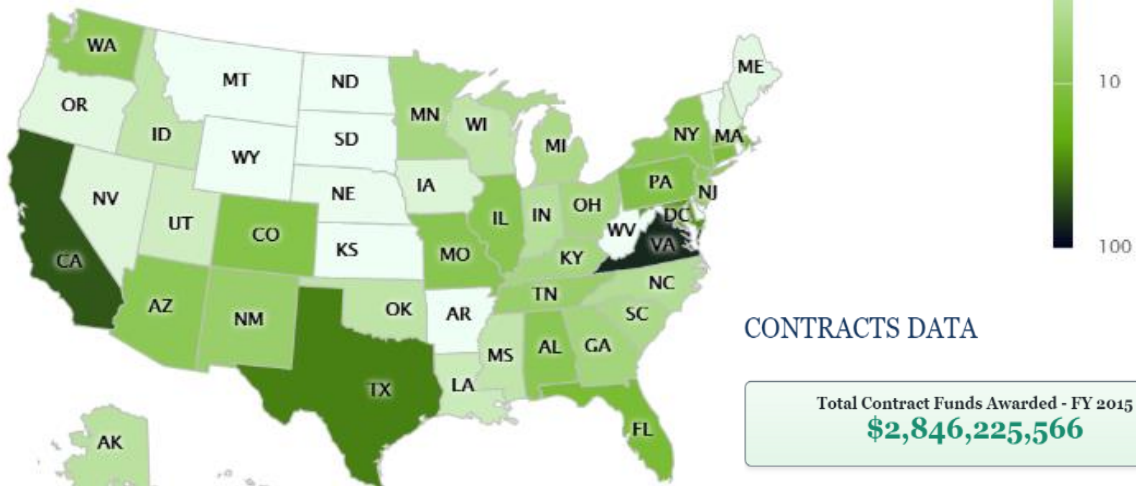 WA
MT
ND
ME
OR
MN
10
ID
SD
WI
NY
MA
WY
MI
NE
IA
PA
NJ
NV
OH
UT
IL
IN
DC
CO
WV
KS
MO
VA
100
CA
KY
NC
AZ
TN
NM
OK
AR
SC
CONTRACTS DATA
MS
AL
GA
TX
LA
Total Contract Funds Awarded - FY 2015
$2,846,225,566
FL
AK